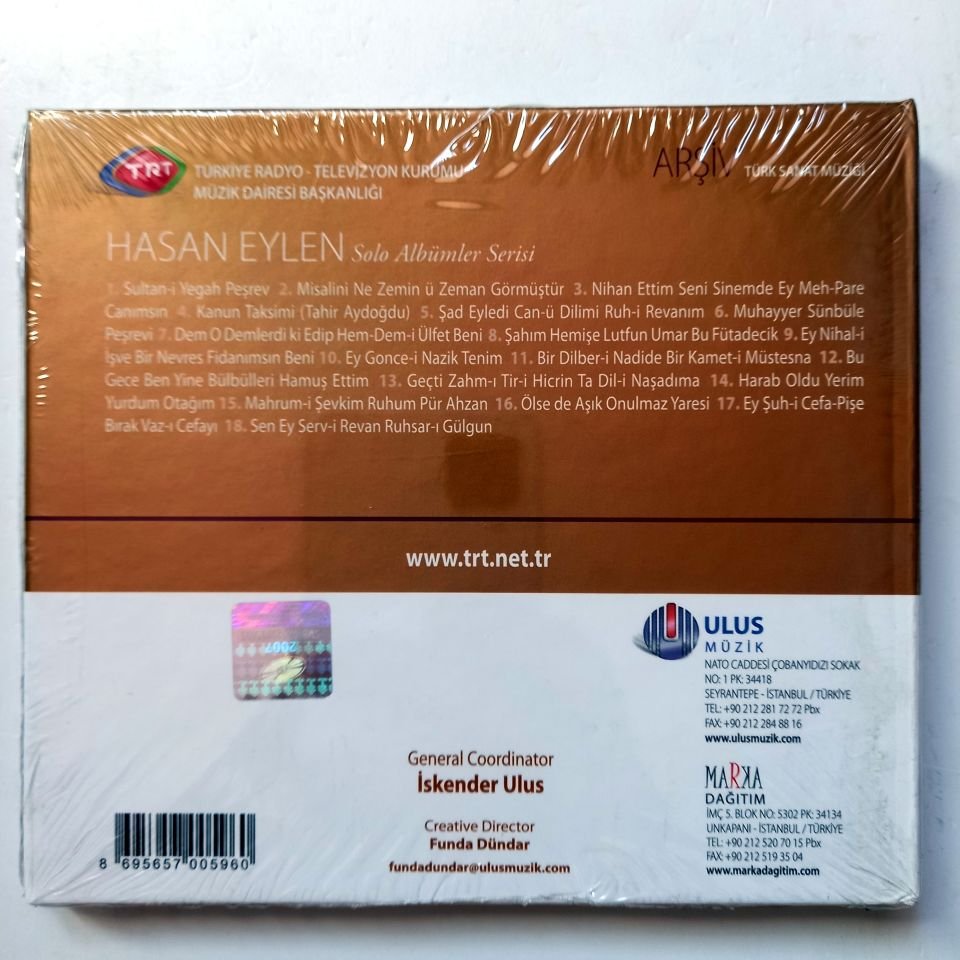 TRT TÜRKİYE RADYO - TELEVİZYON KURUMU
MÜZİK DAİRESİ BAŞKANLIĞI
ARŞİV TÜRK SANAT MÜZİĞİ
HASAN EYLEN Solo Albümler Serisi
1. Sultan-i Yegah Peşrev 2. Misalini Ne Zemin ü Zeman Görmüştür 3. Nihan Ettim Seni Sinemde Ey Meh-Pare
Canımsın 4. Kanun Taksimi (Tahir Aydoğdu) 5. Şad Eyledi Can-ü Dilimi Ruh-i Revanım 6. Muhayyer Sünbüle
Peşrevi 7. Dem O Demlerdi ki Edip Hem-Dem-i Ülfet Beni 8. Şahım Hemişe Lutfun Umar Bu Fütadecik 9. Ey Nihal-i
İşve Bir Nevres Fidanımsın Beni 10. Ey Gonce-i Nazik Tenim 11. Bir Dilber-i Nadide Bir Kamet-i Müstesna 12. Bu
Gece Ben Yine Bülbülleri Hamuş Ettim 13. Geçti Zahm-ı Tir-i Hicrin Ta Dil-i Naşadıma 14. Harab Oldu Yerim
Yurdum Otağım 15. Mahrum-i Şevkim Ruhum Pür Ahzan 16. Ölse de Aşık Onulmaz Yaresi 17. Ey Şuh-i Cefa-Pişe
Bırak Vaz-ı Cefayı 18. Sen Ey Serv-i Revan Ruhsar-ı Gülgun
www.trt.net.tr
2007
ULUS
MÜZİK
NATO CADDESİ ÇOBANYIDIZI SOKAK
NO: 1 PK: 34418
SEYRANTEPE - İSTANBUL / TÜRKİYE
TEL: +90 212 281 72 72 Pbx
FAX: +90 212 284 88 16
www.ulusmuzik.com
General Coordinator
İskender Ulus
Creative Director
Funda Dündar
fundadundar@ulusmuzik.com
MARKA
DAĞITIM
İMÇ 5. BLOK NO: 5302 PK: 34134
UNKAPANI - İSTANBUL / TÜRKİYE
TEL: +90 212 520 70 15 Pbx
FAX: +90 212 519 35 04
www.markadagitim.com
8 695657 005960